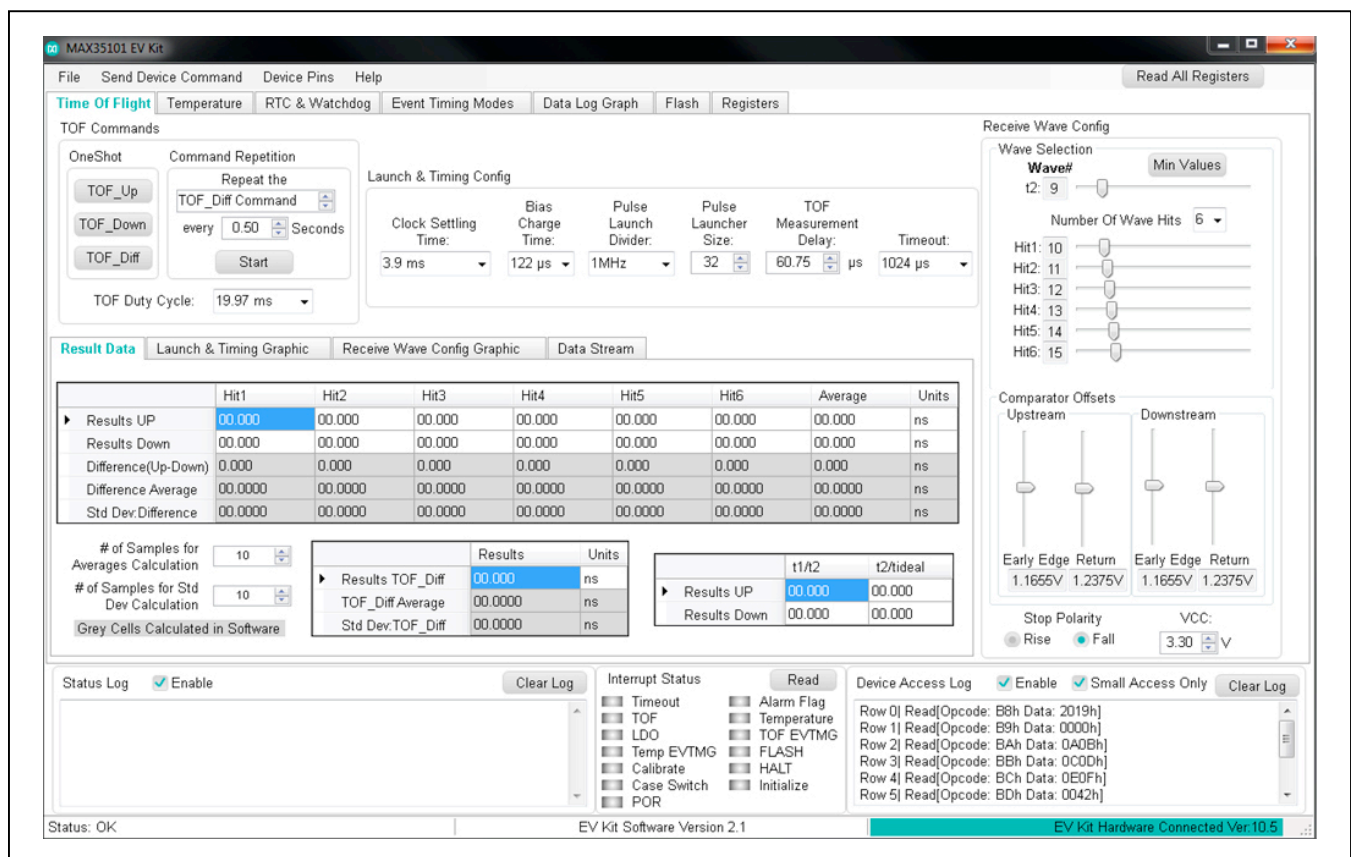 MAX35101 EV Kit
File Send Device Command Device Pins Help Read All Registers
Time Of Flight Temperature RTC & Watchdog Event Timing Modes Data Log Graph Flash Registers
TOF Commands
OneShot
TOF_Up
TOF_Down
TOF_Diff
Command Repetition
Repeat the
TOF_Diff Command
every 0.50 Seconds
Start
TOF Duty Cycle: 19.97 ms
Launch & Timing Config
Clock Settling Time:
3.9 ms
Bias Charge Time:
122 µs
Pulse Launch Divider:
1MHz
Pulse Launcher Size:
32
TOF Measurement Delay:
60.75 µs
Timeout:
1024 µs
Receive Wave Config
Wave Selection
Wave#
Min Values
t2: 9
Number Of Wave Hits 6
Hit1: 10
Hit2: 11
Hit3: 12
Hit4: 13
Hit5: 14
Hit6: 15
Result Data Launch & Timing Graphic Receive Wave Config Graphic Data Stream
Hit1 Hit2 Hit3 Hit4 Hit5 Hit6 Average Units
Results UP 00.000 00.000 00.000 00.000 00.000 00.000 00.000 ns
Results Down 00.000 00.000 00.000 00.000 00.000 00.000 00.000 ns
Difference(Up-Down) 0.000 0.000 0.000 0.000 0.000 0.000 0.000 ns
Difference Average 00.0000 00.0000 00.0000 00.0000 00.0000 00.0000 00.0000 ns
Std Dev:Difference 00.0000 00.0000 00.0000 00.0000 00.0000 00.0000 00.0000 ns
# of Samples for
Averages Calculation 10
# of Samples for Std
Dev Calculation 10
Grey Cells Calculated in Software
Results Units
Results TOF_Diff 00.000 ns
TOF_Diff Average 00.0000 ns
Std Dev:TOF_Diff 00.0000 ns
t1/t2 t2/tideal
Results UP 00.000 00.000
Results Down 00.000 00.000
Comparator Offsets
Upstream Downstream
Early Edge Return Early Edge Return
1.1655V 1.2375V 1.1655V 1.2375V
Stop Polarity VCC:
Rise Fall 3.30 V
Status Log Enable Clear Log
Interrupt Status Read
Timeout Alarm Flag
TOF Temperature
LDO TOF EVTMG
Temp EVTMG FLASH
Calibrate HALT
Case Switch Initialize
POR
Device Access Log Enable Small Access Only Clear Log
Row 0| Read[Opcode: B8h Data: 2019h]
Row 1| Read[Opcode: B9h Data: 0000h]
Row 2| Read[Opcode: BAh Data: 0A0Bh]
Row 3| Read[Opcode: BBh Data: 0C0Dh]
Row 4| Read[Opcode: BCh Data: 0E0Fh]
Row 5| Read[Opcode: BDh Data: 0042h]
Status: OK EV Kit Software Version 2.1 EV Kit Hardware Connected Ver:10.5